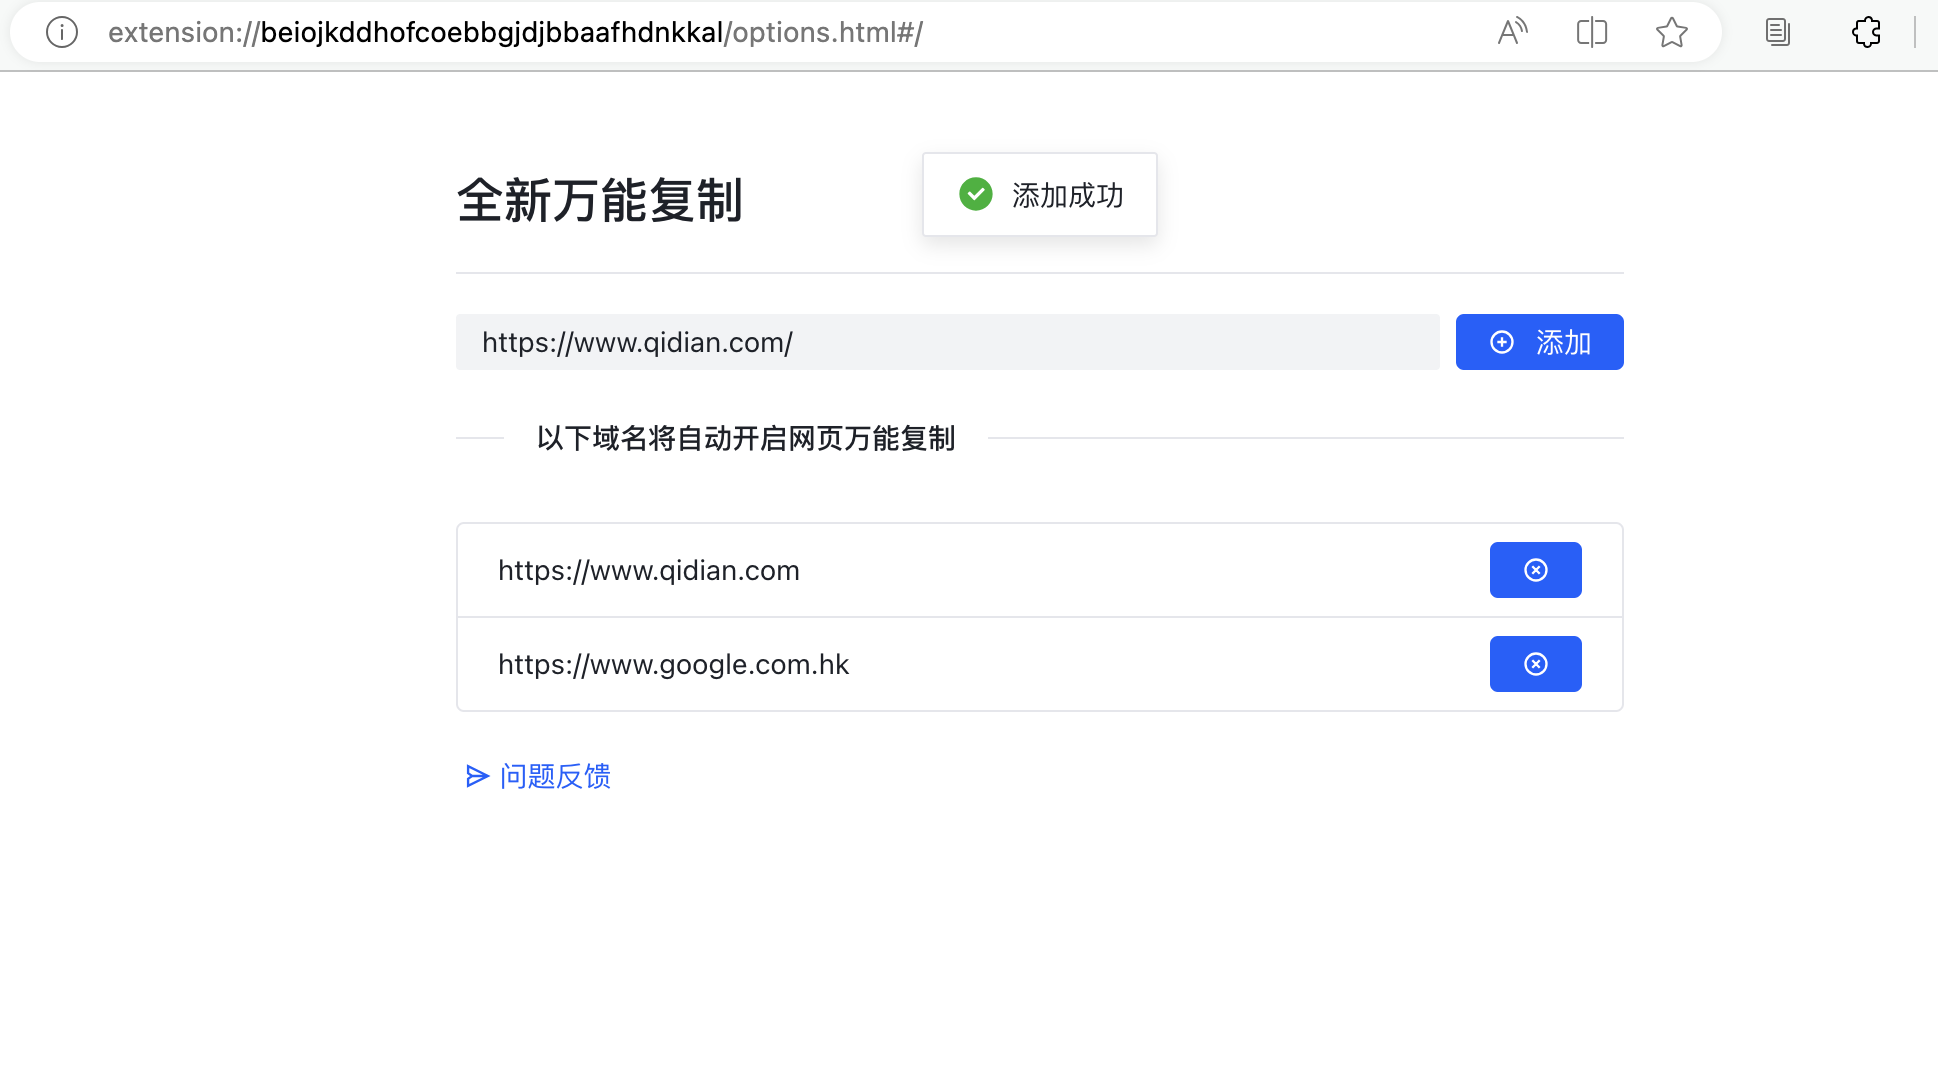 extension://beiojkddhofcoebbgjdjbbaafhdnkkal/options.html#/
全新万能复制
添加成功
https://www.qidian.com/
添加
以下域名将自动开启网页万能复制
https://www.qidian.com
https://www.google.com.hk
问题反馈